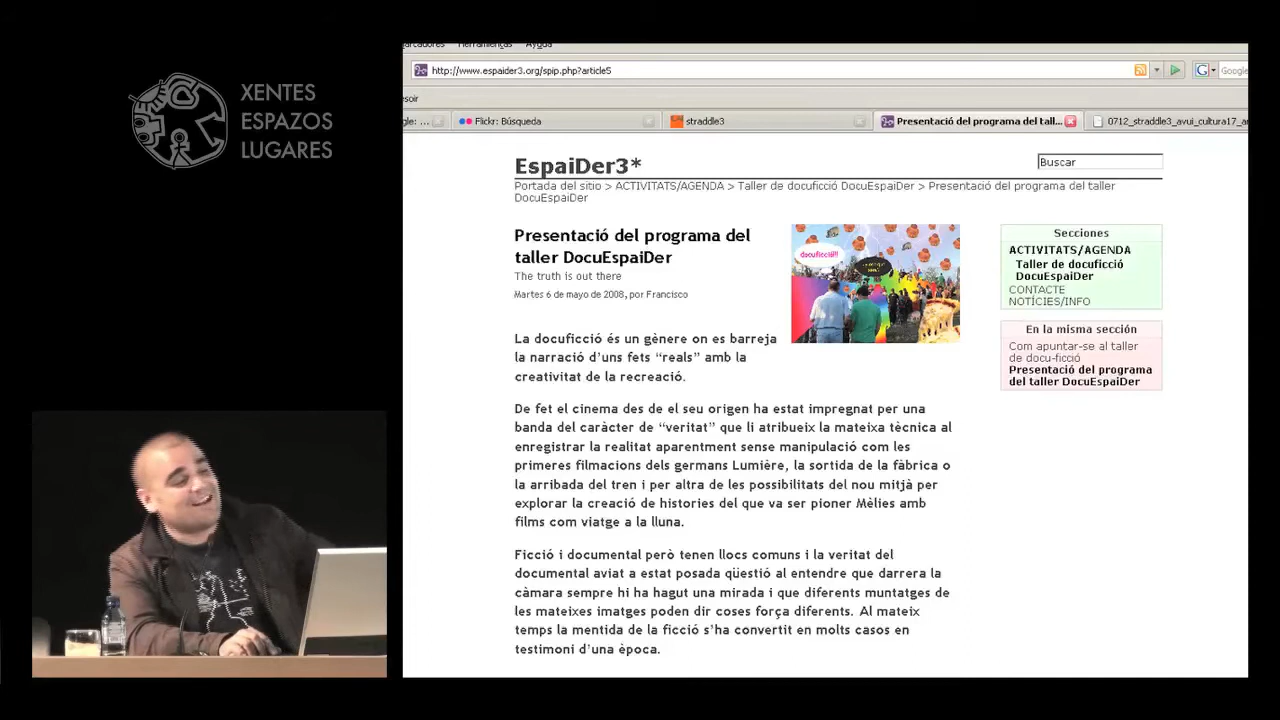 XENTES
ESPAZOS
LUGARES
arcadores Herramientas Ayuda
http://www.espaider3.org/spip.php?article5
Google
esoir
gle: ...
Flickr: Búsqueda
straddle3
Presentació del programa del tall...
0712_straddle3_avui_cultura17_ar
EspaiDer3*
Buscar
Portada del sitio > ACTIVITATS/AGENDA > Taller de docuficció DocuEspaiDer > Presentació del programa del taller
DocuEspaiDer
Presentació del programa del
taller DocuEspaiDer
The truth is out there
Martes 6 de mayo de 2008, por Francisco
docuficció!!!
La docuficció és un gènere on es barreja
la narració d'uns fets “reals” amb la
creativitat de la recreació.
De fet el cinema des de el seu origen ha estat impregnat per una
banda del caràcter de “veritat” que li atribueix la mateixa tècnica al
enregistrar la realitat aparentment sense manipulació com les
primeres filmacions dels germans Lumière, la sortida de la fàbrica o
la arribada del tren i per altra de les possibilitats del nou mitjà per
explorar la creació de histories del que va ser pioner Mèlies amb
films com viatge a la lluna.
Ficció i documental però tenen llocs comuns i la veritat del
documental aviat a estat posada qüestió al entendre que darrera la
càmara sempre hi ha hagut una mirada i que diferents muntatges de
les mateixes imatges poden dir coses força diferents. Al mateix
temps la mentida de la ficció s'ha convertit en molts casos en
testimoni d'una època.
Secciones
ACTIVITATS/AGENDA
Taller de docuficció
DocuEspaiDer
CONTACTE
NOTÍCIES/INFO
En la misma sección
Com apuntar-se al taller
de docu-ficció
Presentació del programa
del taller DocuEspaiDer